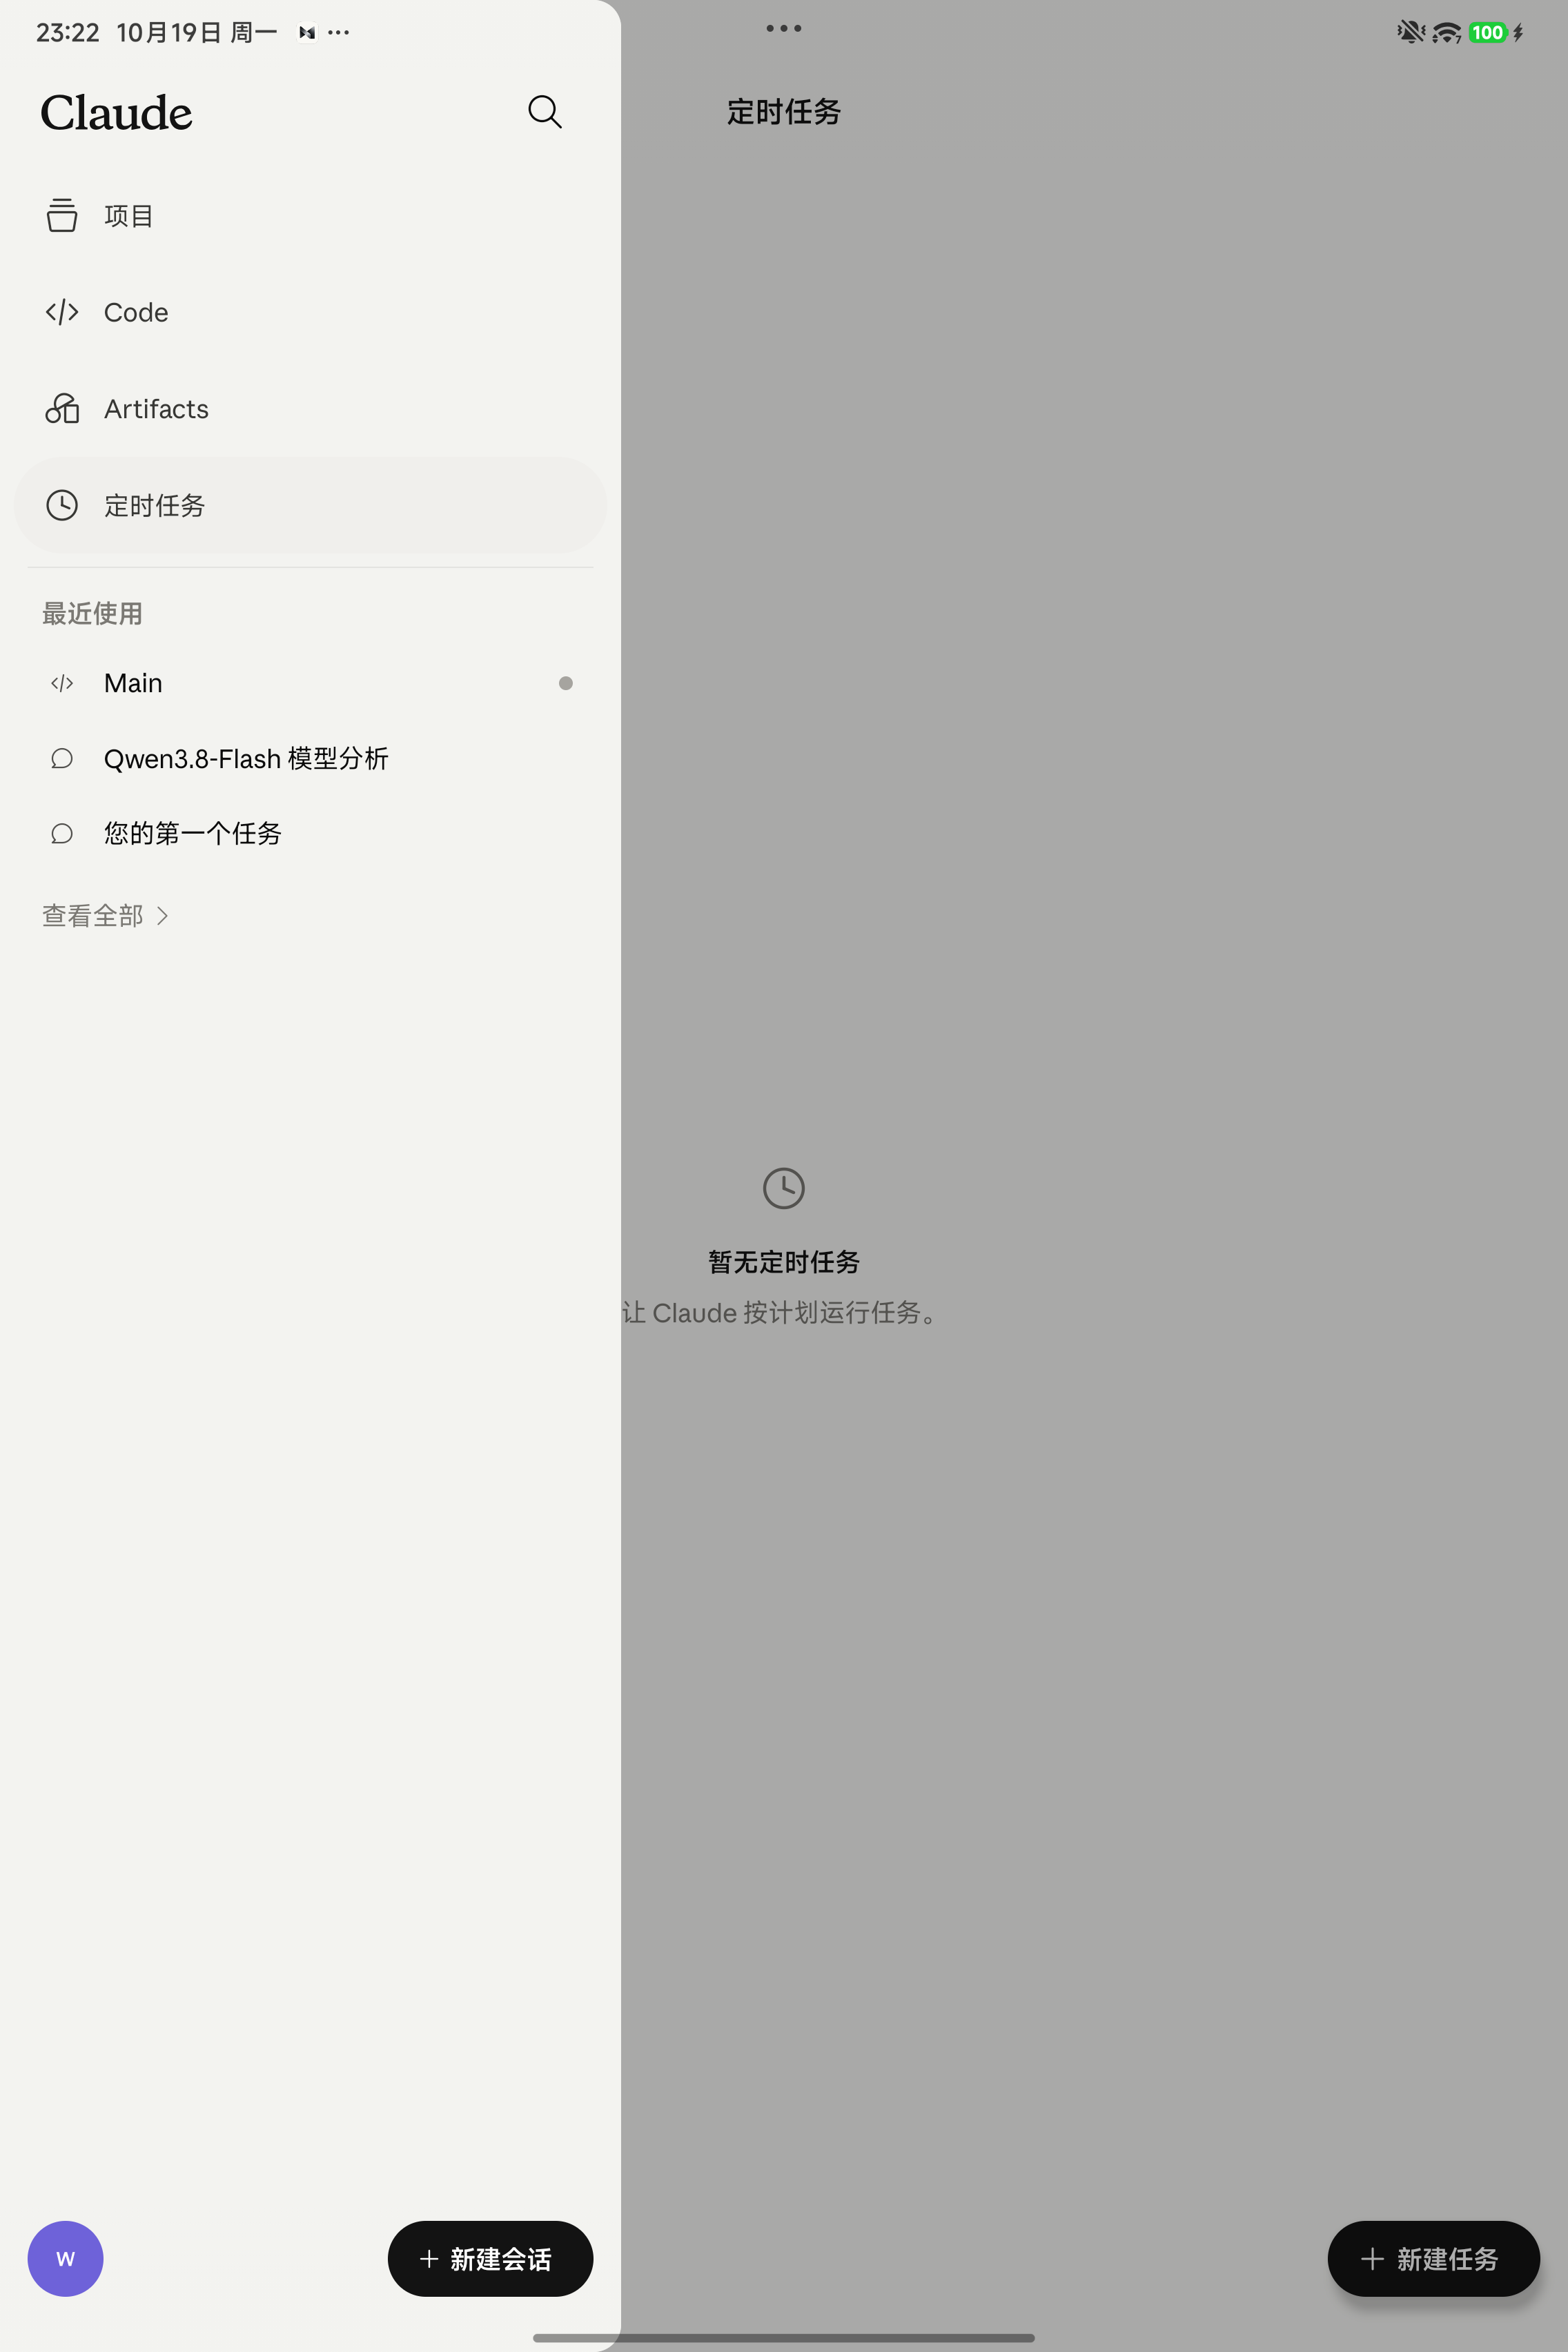 23:22 10月19日 周一
100
7
Claude
定时任务
项目
Code
Artifacts
定时任务
最近使用
Main
Qwen3.8-Flash 模型分析
您的第一个任务
查看全部
暂无定时任务
让 Claude 按计划运行任务。
W
新建会话
新建任务